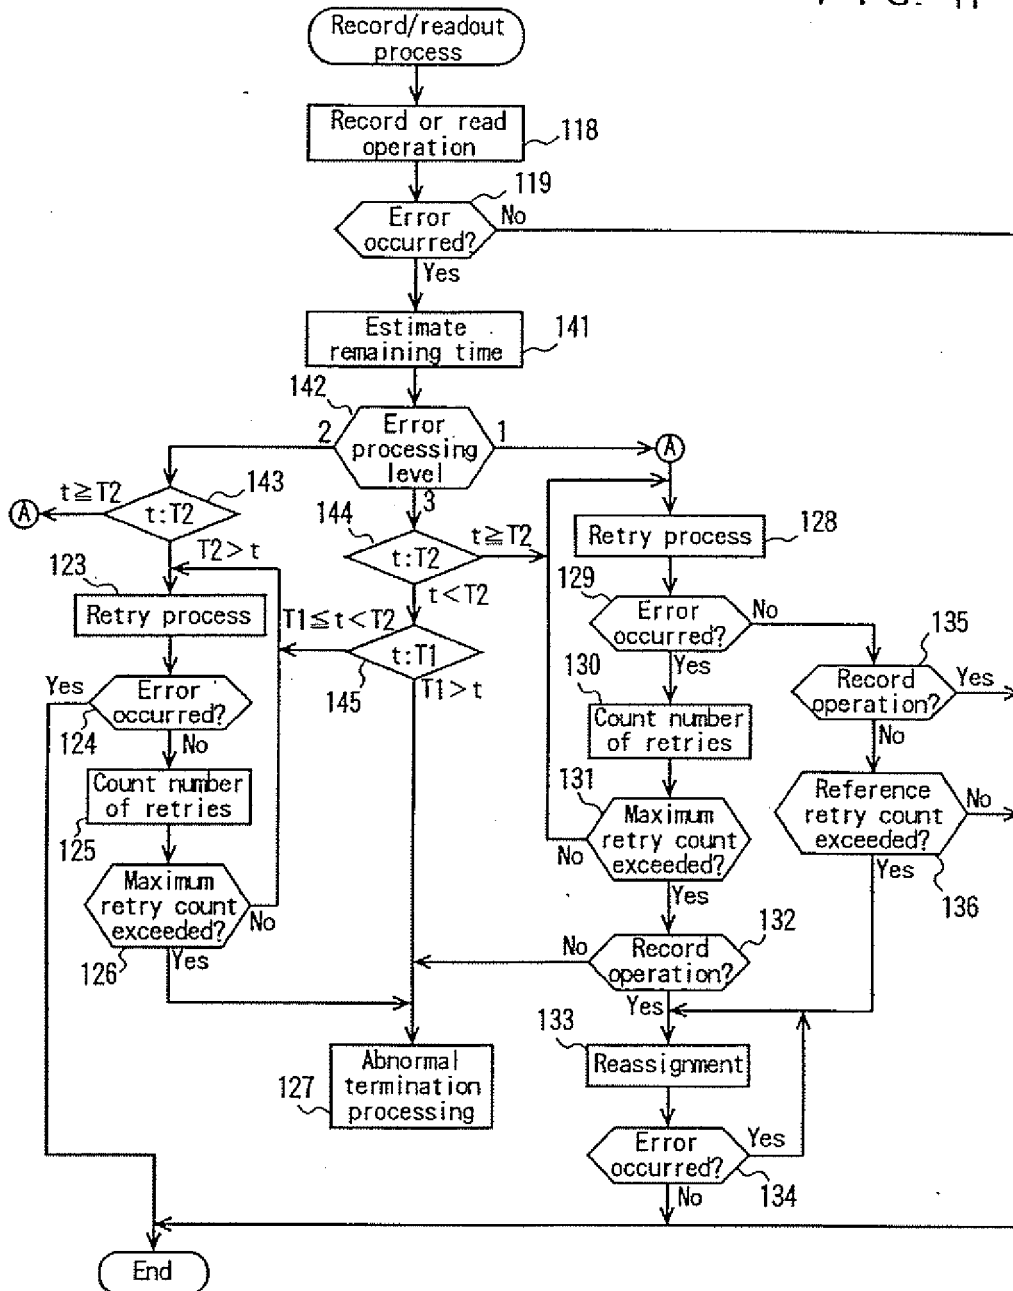 Record/readout
process
Record or read
operation
118
119
Error
occurred?
No
Yes
Estimate
remaining time
141
142
Error
processing
level
2
1
3
A
t≧T2
143
t:T2
A
T2>t
144
t:T2
t≧T2
t<T2
Retry process
128
123
Retry process
T1≦t<T2
t:T1
145
T1>t
129
Error
occurred?
No
Yes
135
Record
operation?
Yes
No
Yes
Error
occurred?
124
No
130
Count number
of retries
Count number
of retries
125
131
Maximum
retry count
exceeded?
No
Yes
Reference
retry count
exceeded?
No
Yes
136
Maximum
retry count
exceeded?
No
126
Yes
132
Record
operation?
No
Yes
133
Reassignment
Abnormal
termination
processing
127
Error
occurred?
Yes
134
No
End